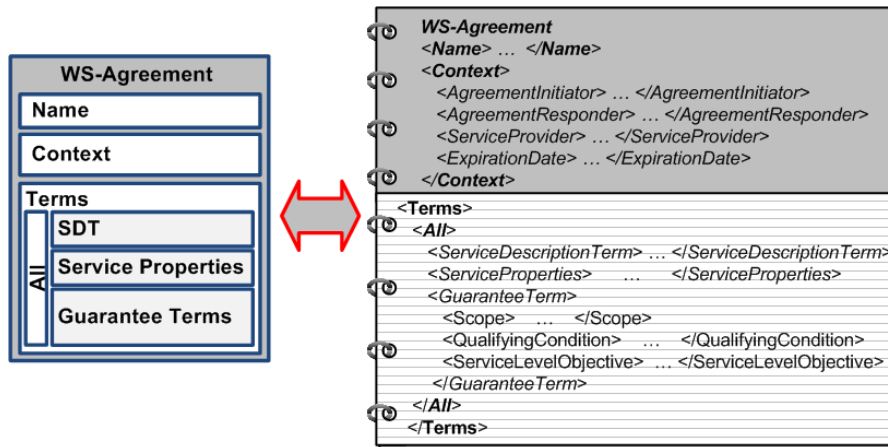 WS-Agreement
Name
Context
Terms
All
SDT
Service Properties
Guarantee Terms
WS-Agreement
<Name> ... </Name>
<Context>
<AgreementInitiator> ... </AgreementInitiator>
<AgreementResponder> ... </AgreementResponder>
<ServiceProvider> ... </ServiceProvider>
<ExpirationDate> ... </ExpirationDate>
</Context>
<Terms>
<All>
<ServiceDescriptionTerm> ... </ServiceDescriptionTerm>
<ServiceProperties> ... </ServiceProperties>
<GuaranteeTerm>
<Scope> ... </Scope>
<QualifyingCondition> ... </QualifyingCondition>
<ServiceLevelObjective> ... </ServiceLevelObjective>
</GuaranteeTerm>
</All>
</Terms>